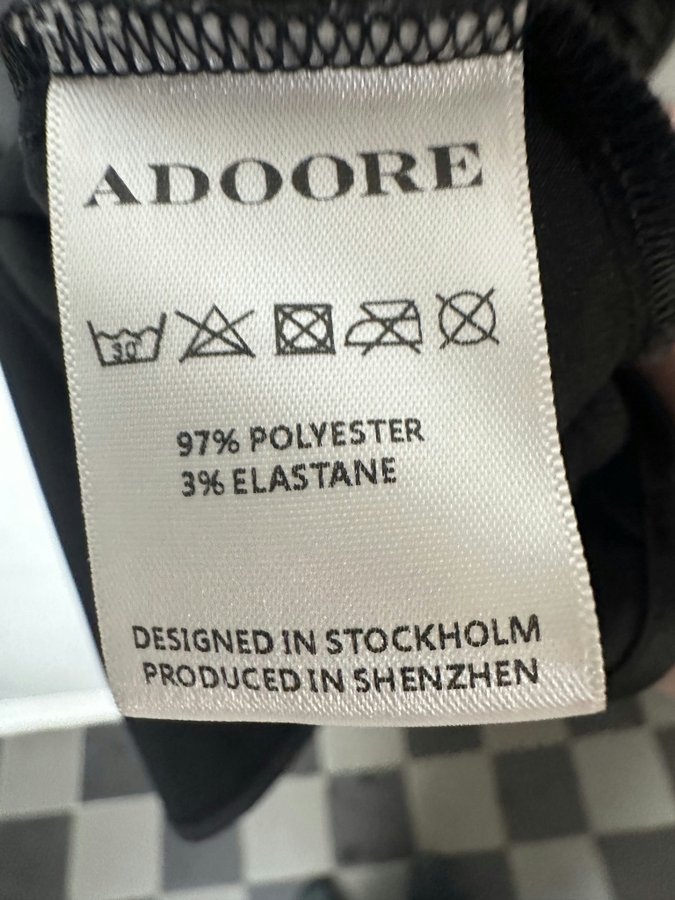 ADOORE
30°
97% POLYESTER
3% ELASTANE
DESIGNED IN STOCKHOLM
PRODUCED IN SHENZHEN